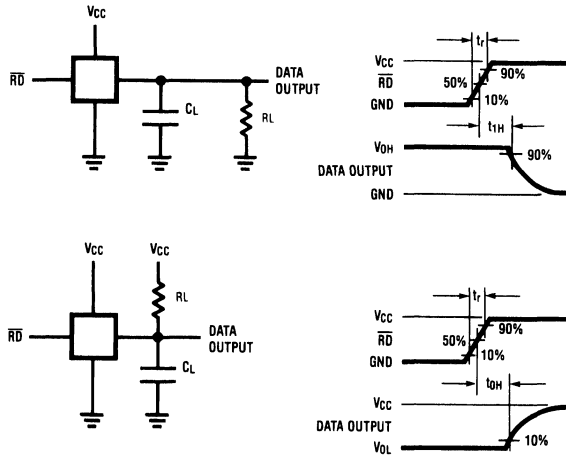 VCC
RD
DATA
OUTPUT
CL
RL
tr
VCC
90%
RD
50%
10%
GND
t1H
VOH
90%
DATA OUTPUT
GND
VCC
VCC
RL
RD
DATA
OUTPUT
CL
tr
VCC
90%
RD
50%
10%
GND
t0H
VCC
DATA OUTPUT
10%
VOL